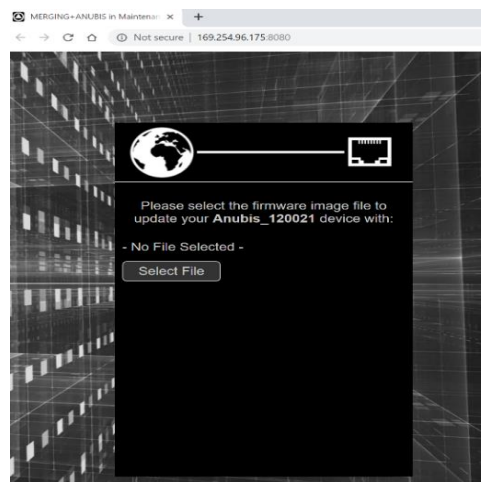 MERGING+ANUBIS in Maintenan
Not secure | 169.254.96.175:8080
Please select the firmware image file to
update your Anubis_120021 device with:
- No File Selected -
Select File